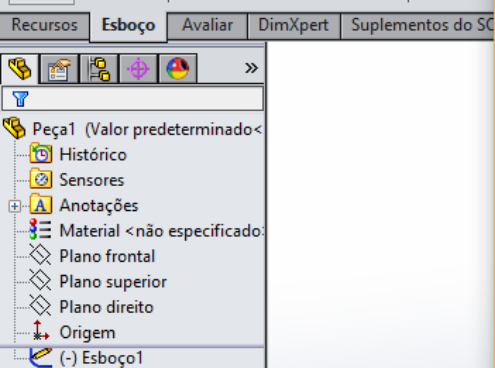 Recursos Esboço Avaliar DimXpert Suplementos do SO
»
Peça1 (Valor predeterminado<
Histórico
Sensores
A Anotações
Material <não especificado>
Plano frontal
Plano superior
Plano direito
Origem
(-) Esboço1